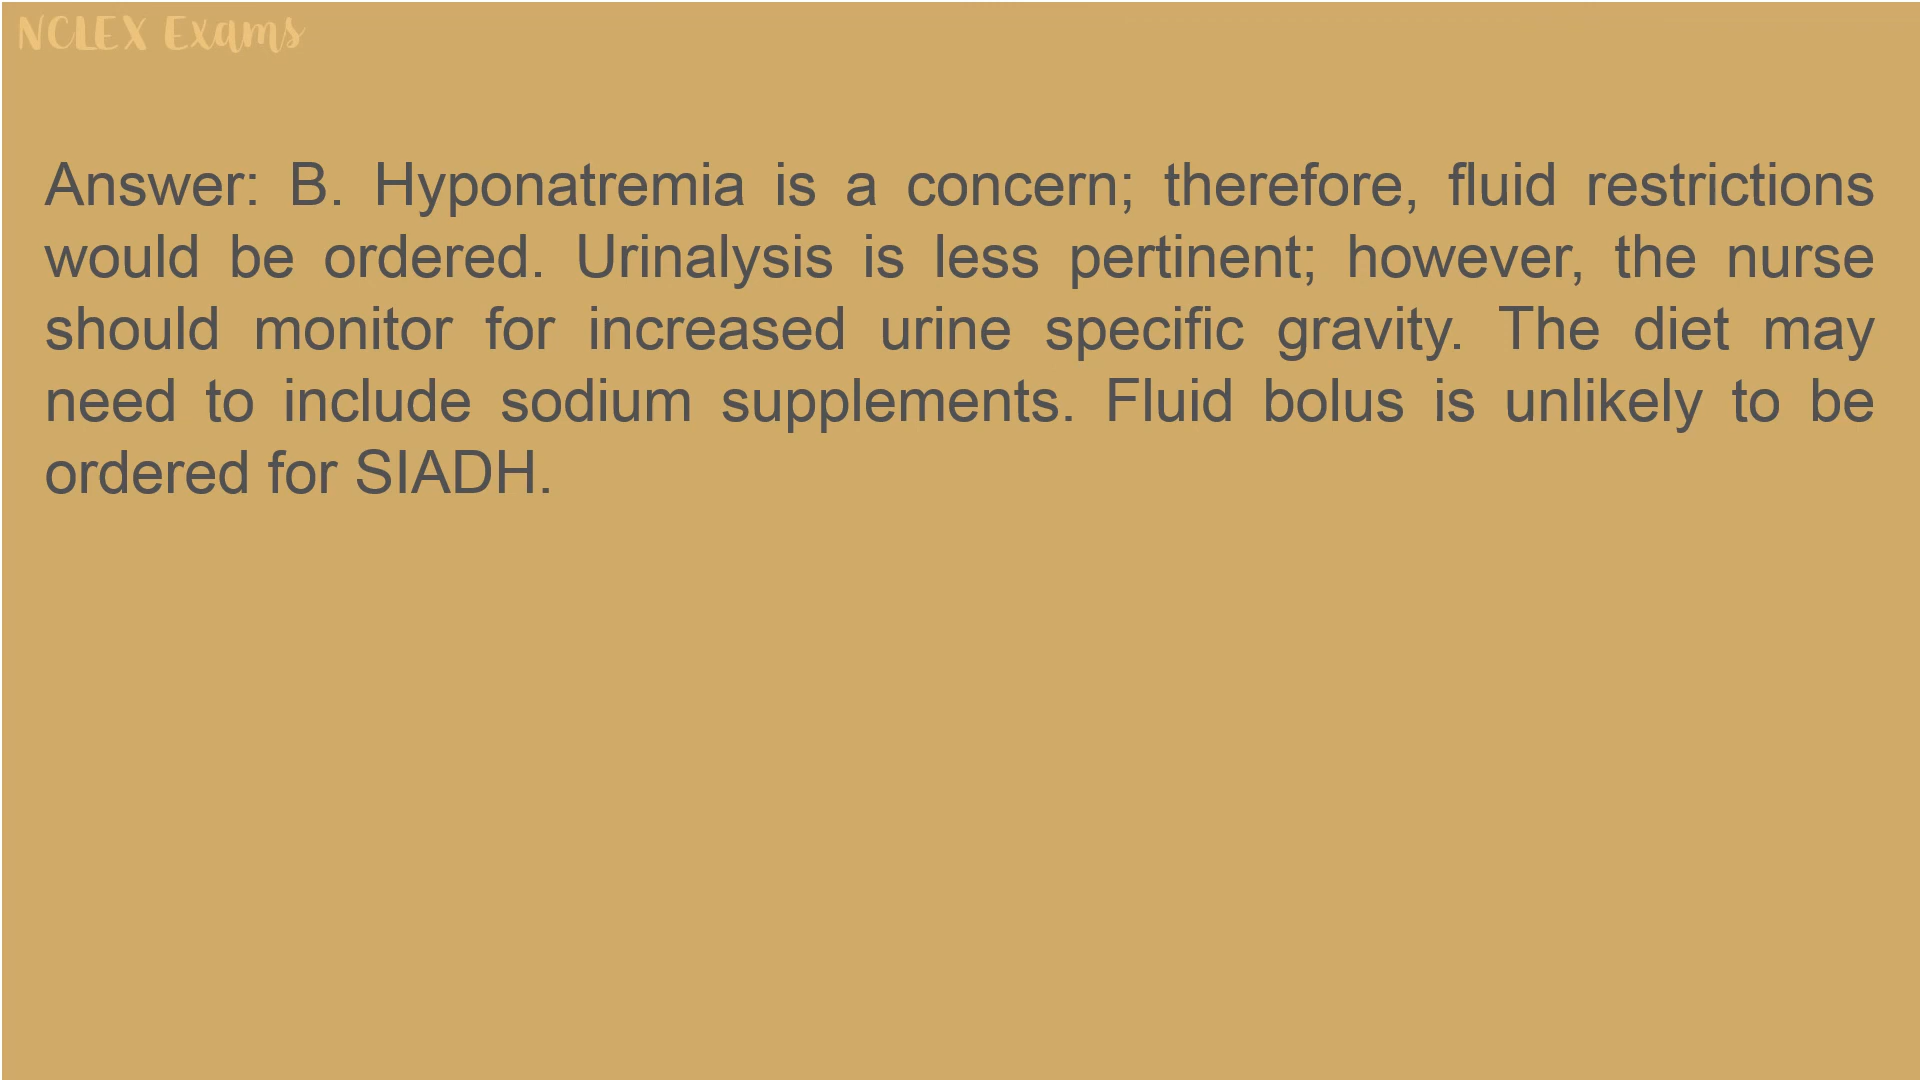 NCLEX Exams
Answer: B. Hyponatremia is a concern; therefore, fluid restrictions
would be ordered. Urinalysis is less pertinent; however, the nurse
should monitor for increased urine specific gravity. The diet may
need to include sodium supplements. Fluid bolus is unlikely to be
ordered for SIADH.